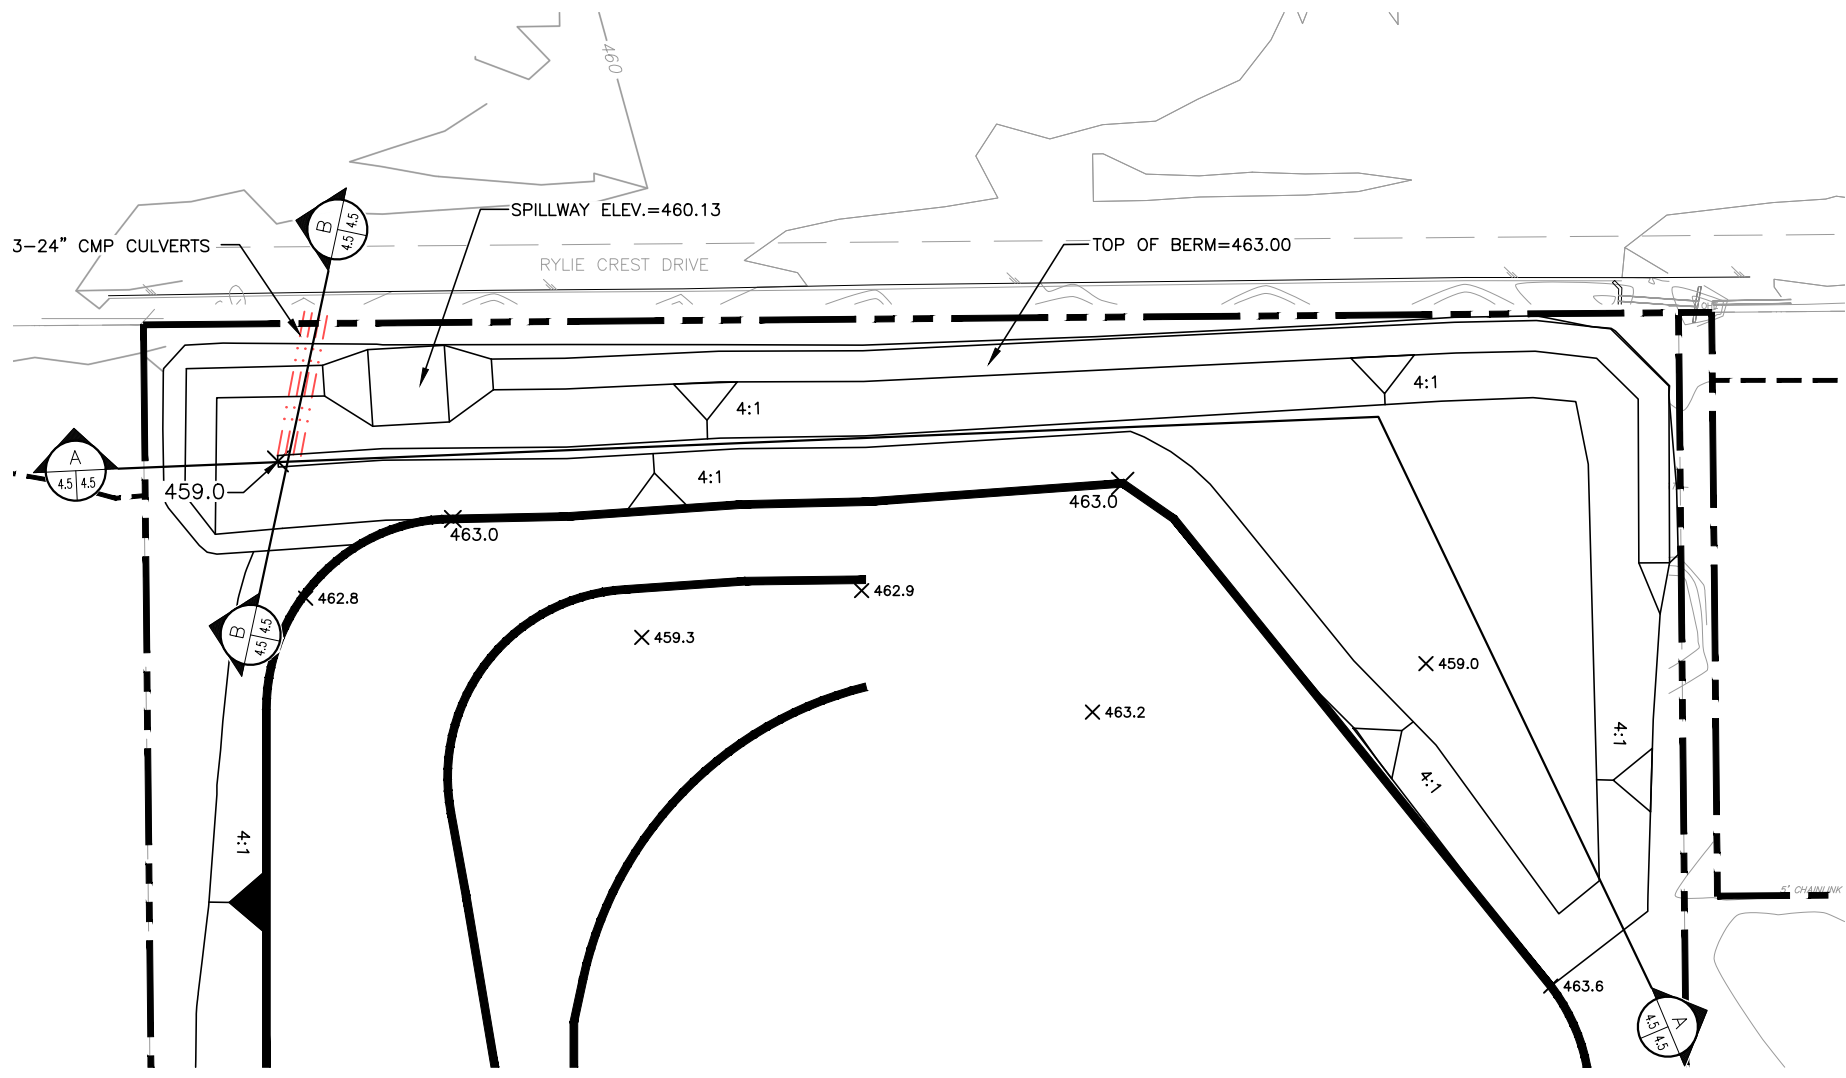 460
B
4.5
4.5
SPILLWAY ELEV.=460.13
3-24" CMP CULVERTS
TOP OF BERM=463.00
RYLIE CREST DRIVE
4:1
4:1
A
4.5
4.5
4:1
459.0
463.0
463.0
462.8
462.9
B
4.5
4.5
459.3
459.0
463.2
4:1
4:1
4:1
5' CHAINLINK
463.6
A
4.5
4.5